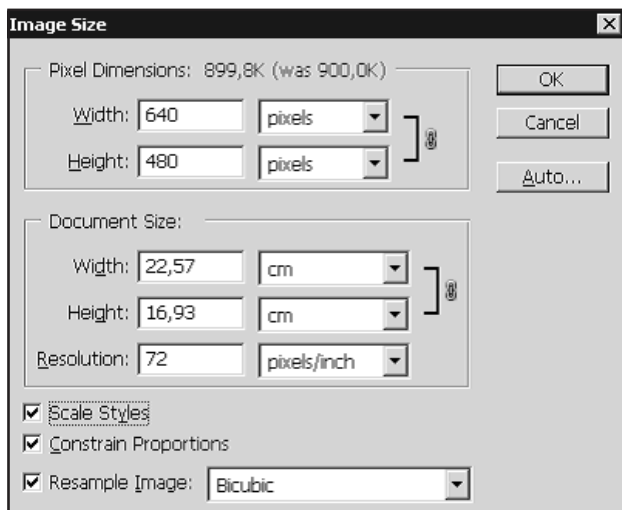 Image Size
Pixel Dimensions: 899,8K (was 900,0K)
OK
Width: 640 pixels
Cancel
Height: 480 pixels
Auto...
Document Size:
Width: 22,57 cm
Height: 16,93 cm
Resolution: 72 pixels/inch
Scale Styles
Constrain Proportions
Resample Image: Bicubic